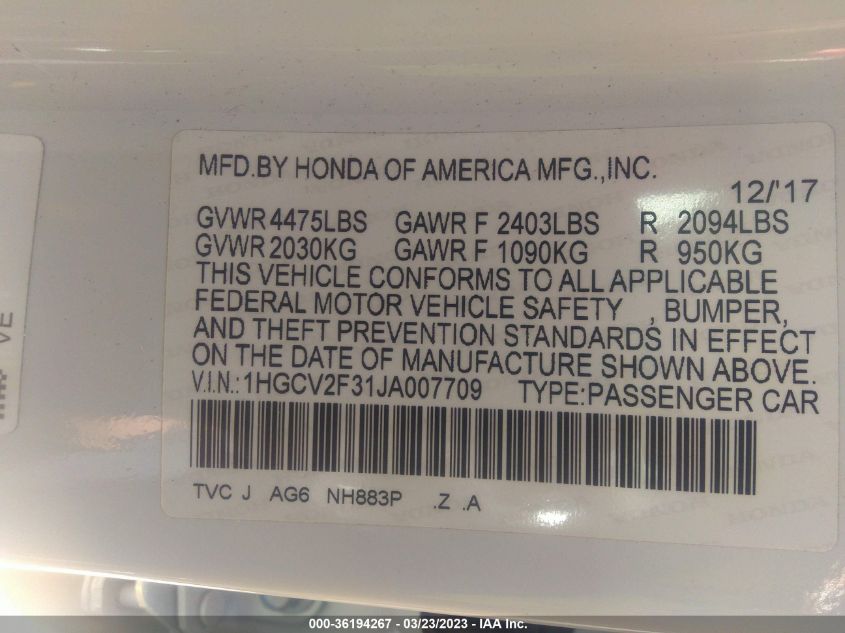 MFD.BY HONDA OF AMERICA MFG.,INC.
12/'17
GVWR 4475LBS GAWR F 2403LBS R 2094LBS
GVWR 2030KG GAWR F 1090KG R 950KG
THIS VEHICLE CONFORMS TO ALL APPLICABLE
FEDERAL MOTOR VEHICLE SAFETY , BUMPER,
AND THEFT PREVENTION STANDARDS IN EFFECT
ON THE DATE OF MANUFACTURE SHOWN ABOVE.
V.I.N.:1HGCV2F31JA007709 TYPE:PASSENGER CAR
TVC J AG6 NH883P .Z .A
VE
000-36194267 - 03/23/2023 - IAA Inc.